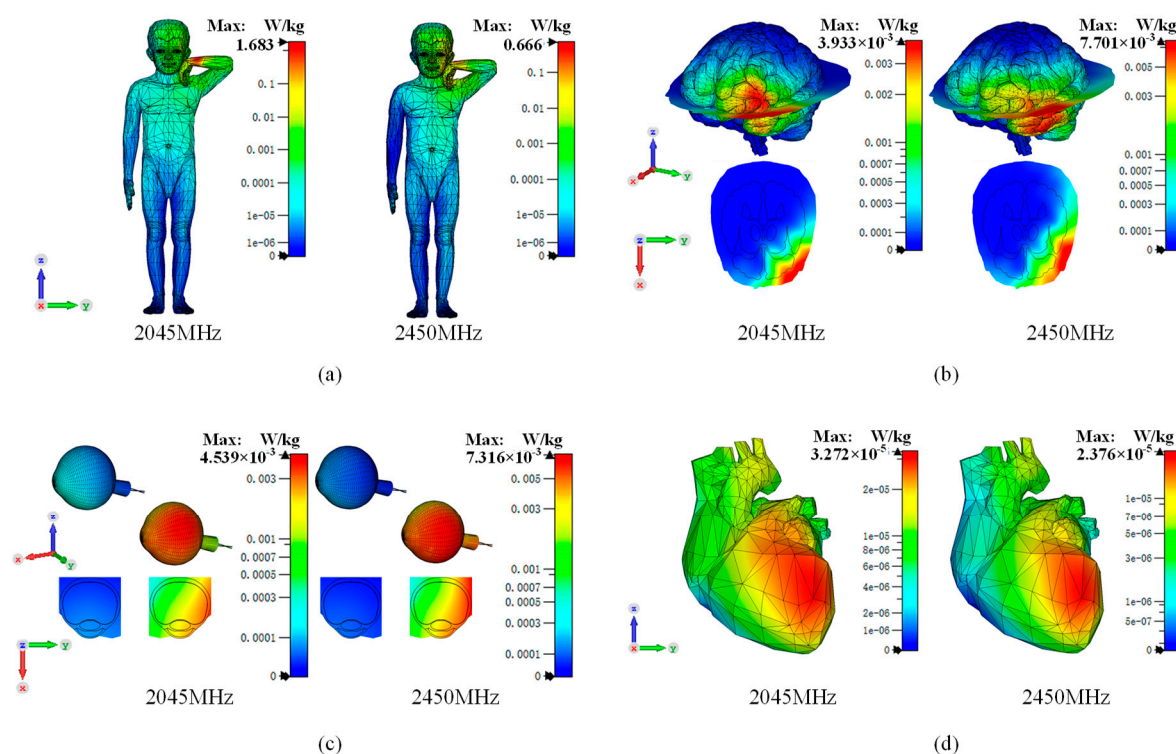 Max: W/kg
1.683
0.1
0.01
0.001
0.0001
1e-05
1e-06
0
z
x
y
2045MHz
Max: W/kg
0.666
0.1
0.01
0.001
0.0001
1e-05
1e-06
0
2450MHz
(a)
Max: W/kg
3.933×10⁻³
0.003
0.002
0.001
0.0007
0.0005
0.0003
0.0001
0
z
x
y
z
y
x
2045MHz
Max: W/kg
7.701×10⁻³
0.005
0.003
0.001
0.0007
0.0005
0.0003
0.0001
0
2450MHz
(b)
Max: W/kg
4.539×10⁻³
0.003
0.001
0.0007
0.0005
0.0003
0.0001
0
z
x
y
z
y
x
2045MHz
Max: W/kg
7.316×10⁻³
0.005
0.003
0.001
0.0007
0.0005
0.0003
0.0001
0
2450MHz
(c)
Max: W/kg
3.272×10⁻⁵
2e-05
1e-05
8e-06
6e-06
4e-06
2e-06
1e-06
0
z
x
y
2045MHz
Max: W/kg
2.376×10⁻⁵
1e-05
7e-06
5e-06
3e-06
1e-06
5e-07
0
2450MHz
(d)